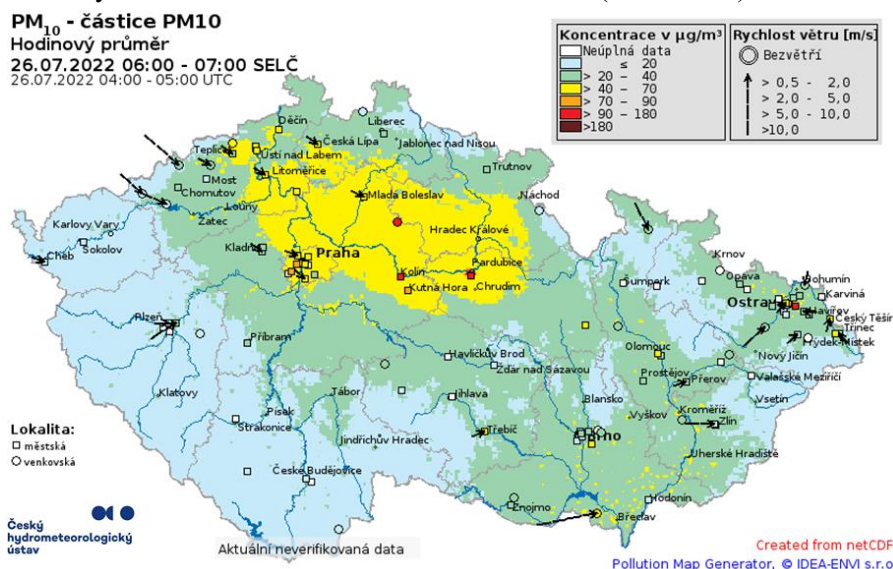 PM10 - částice PM10
Hodinový průměr
26.07.2022 06:00 - 07:00 SELČ
26.07.2022 04:00 - 05:00 UTC
Koncentrace v µg/m³
Neúplná data
≤ 20
> 20 - 40
> 40 - 70
> 70 - 90
> 90 - 180
>180
Rychlost větru [m/s]
Bezvětří
> 0,5 - 2,0
> 2,0 - 5,0
> 5,0 - 10,0
>10,0
Děčín
Liberec
Teplice
Ústí nad Labem
Česká Lípa
Jablonec nad Nisou
Most
Litoměřice
Trutnov
Chomutov
Louny
Mladá Boleslav
Náchod
Žatec
Karlovy Vary
Sokolov
Cheb
Kladno
Praha
Hradec Králové
Pardubice
Kolín
Kutná Hora
Chrudim
Šumperk
Krnov
Opava
Bohumín
Karviná
Ostrava
Havířov
Český Těšín
Třinec
Frýdek-Místek
Plzeň
Příbram
Havlíčkův Brod
Žďár nad Sázavou
Olomouc
Nový Jičín
Prostějov
Přerov
Valašské Meziříčí
Klatovy
Tábor
Jihlava
Blansko
Vsetín
Písek
Strakonice
Vyškov
Kroměříž
Zlín
Třebíč
Brno
Jindřichův Hradec
Uherské Hradiště
České Budějovice
Znojmo
Hodonín
Břeclav
Lokalita:
městská
venkovská
Český
hydrometeorologický
ústav
Aktuální neverifikovaná data
Created from netCDF
Pollution Map Generator, © IDEA-ENVI s.r.o